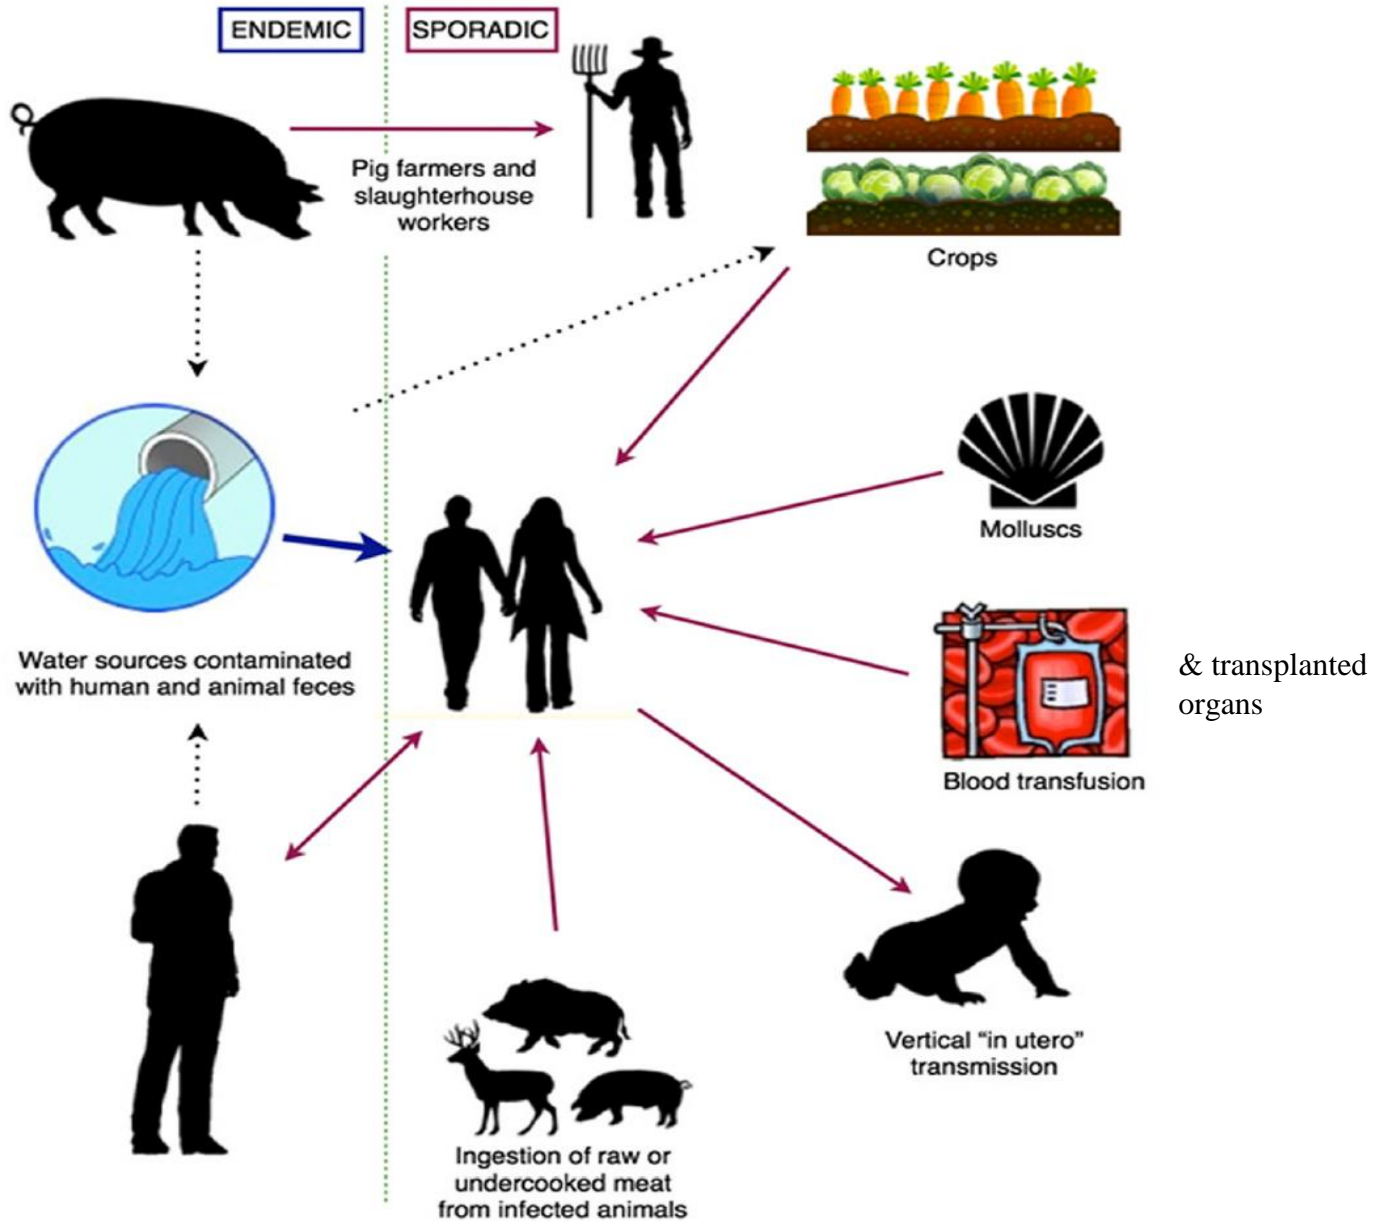 ENDEMIC
SPORADIC
Pig farmers and
slaughterhouse
workers
Crops
Molluscs
Water sources contaminated
with human and animal feces
& transplanted
organs
Blood transfusion
Vertical “in utero”
transmission
Ingestion of raw or
undercooked meat
from infected animals